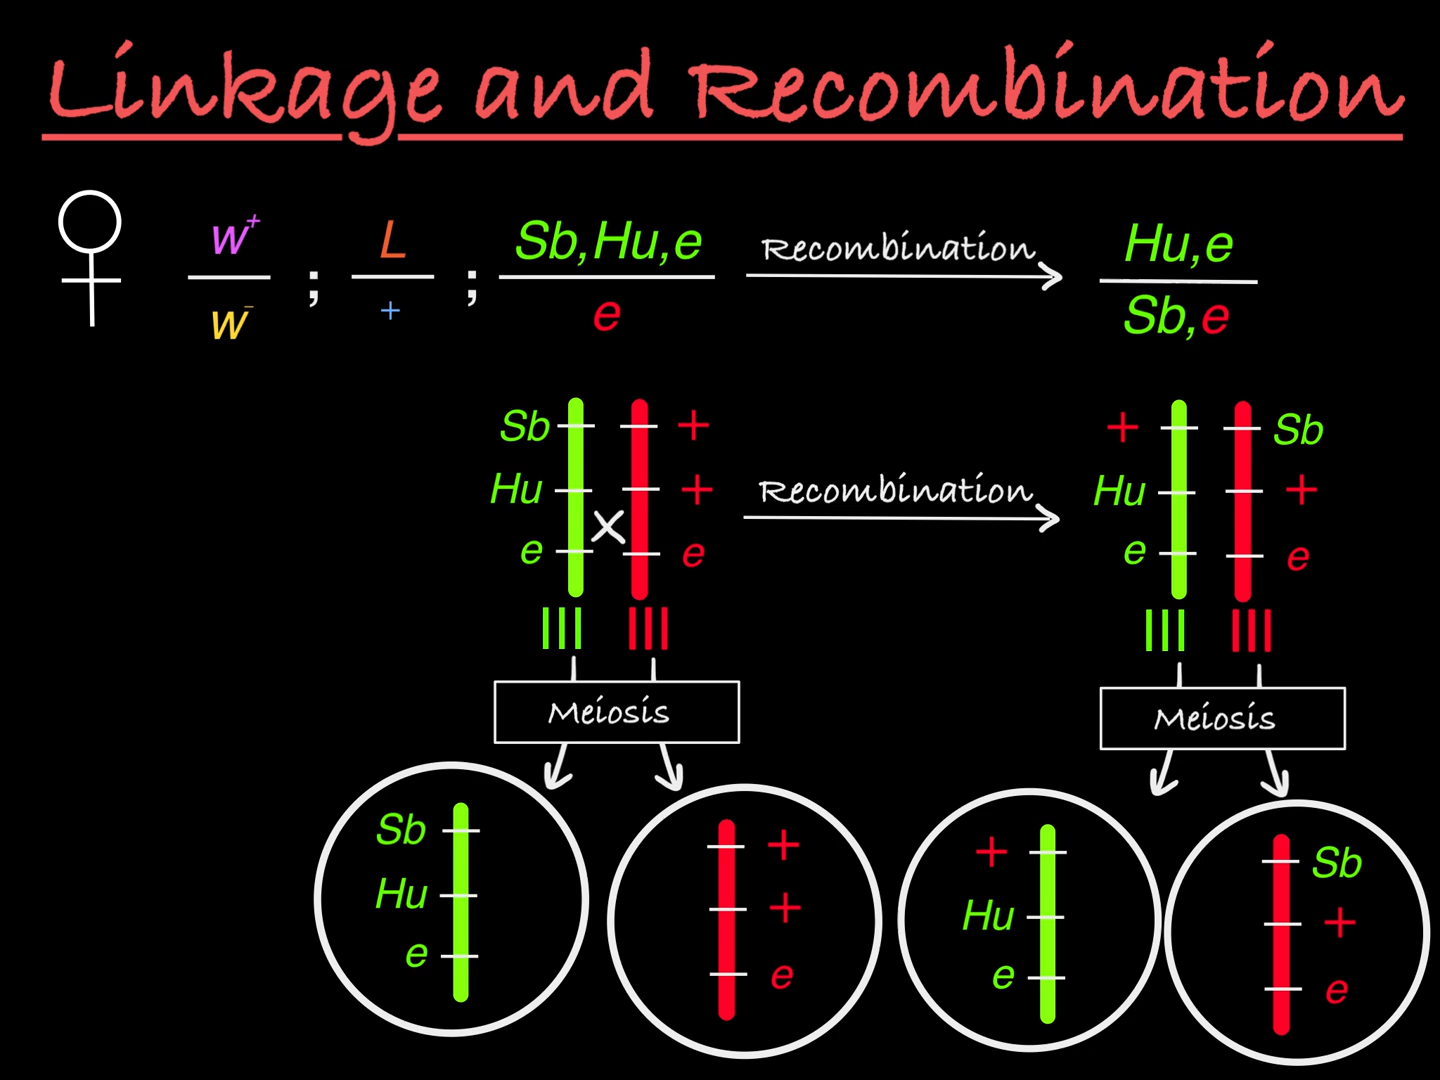 Linkage and Recombination
w⁺ L Sb,Hu,e Recombination Hu,e
; ;
w⁻ + e Sb,e
Sb + + Sb
Hu + Recombination Hu +
e X e e e
III III III III
Meiosis Meiosis
Sb + + Sb
Hu + Hu +
e e e e